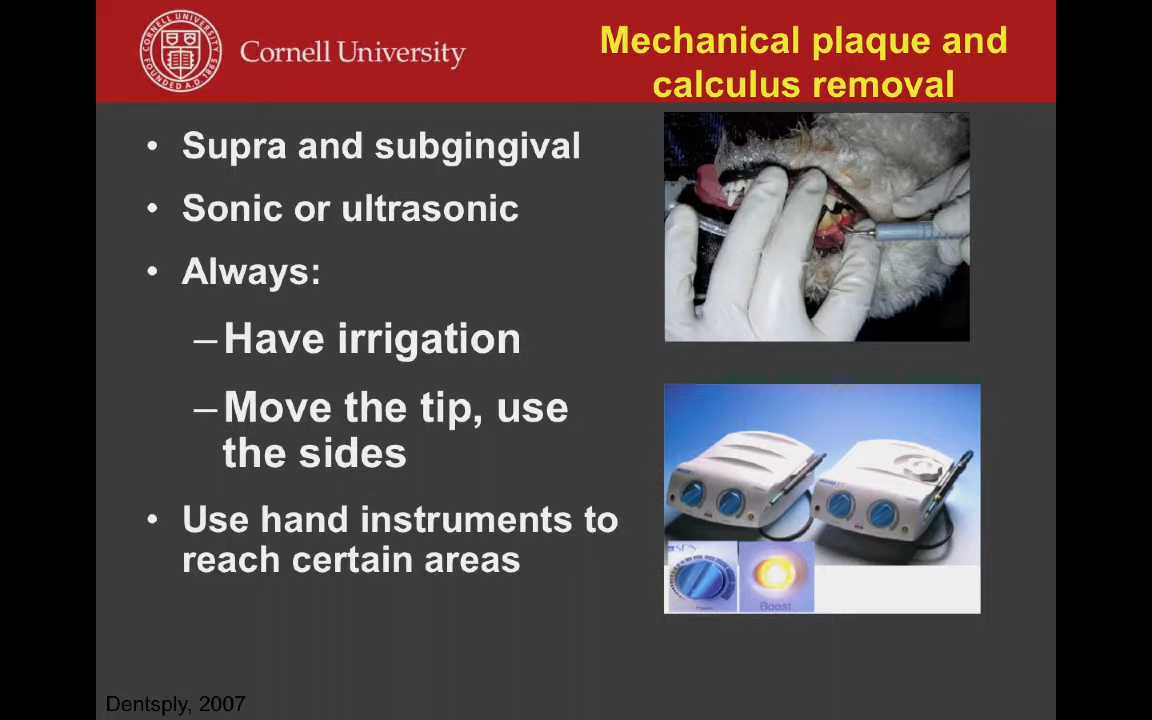 Cornell University
Mechanical plaque and
calculus removal
• Supra and subgingival
• Sonic or ultrasonic
• Always:
– Have irrigation
– Move the tip, use
the sides
• Use hand instruments to
reach certain areas
Boost
Dentsply, 2007